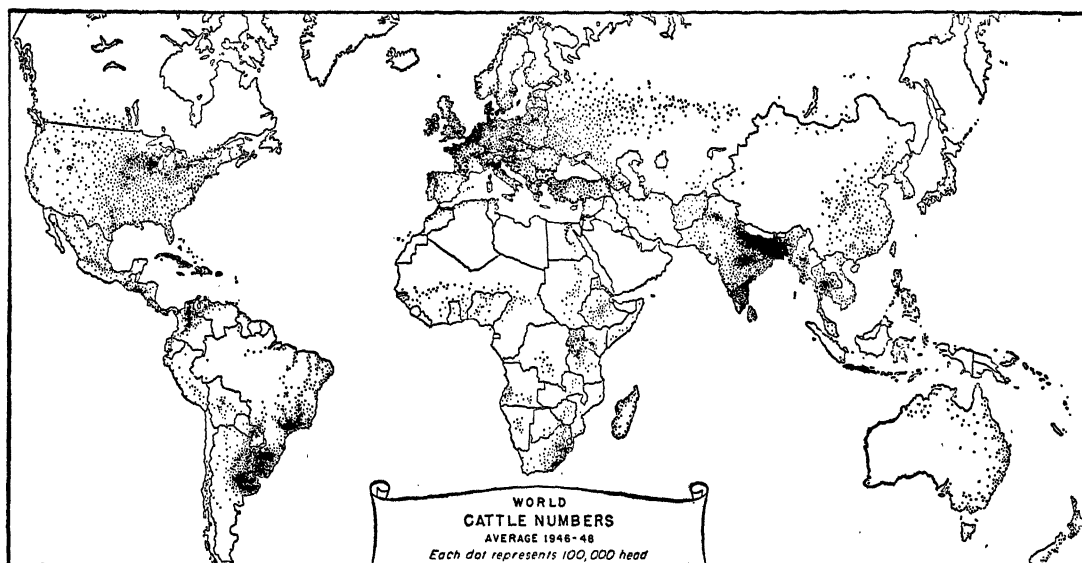 WORLD
CATTLE NUMBERS
AVERAGE 1946-48
Each dot represents 100,000 head